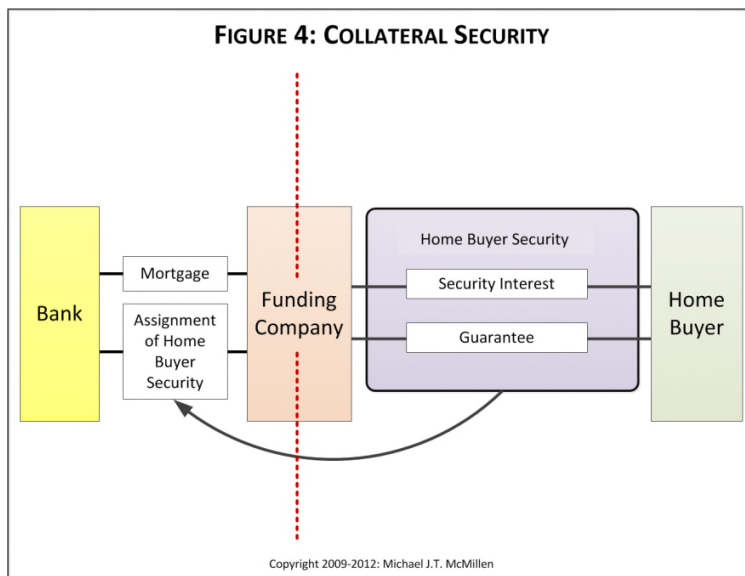 FIGURE 4: COLLATERAL SECURITY
Bank
Mortgage
Assignment
of Home
Buyer
Security
Funding
Company
Home Buyer Security
Security Interest
Guarantee
Home
Buyer
Copyright 2009-2012: Michael J.T. McMillen